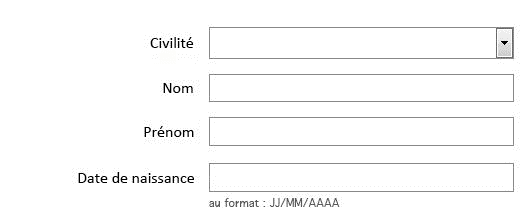 Civilité
Nom
Prénom
Date de naissance
au format : JJ/MM/AAAA